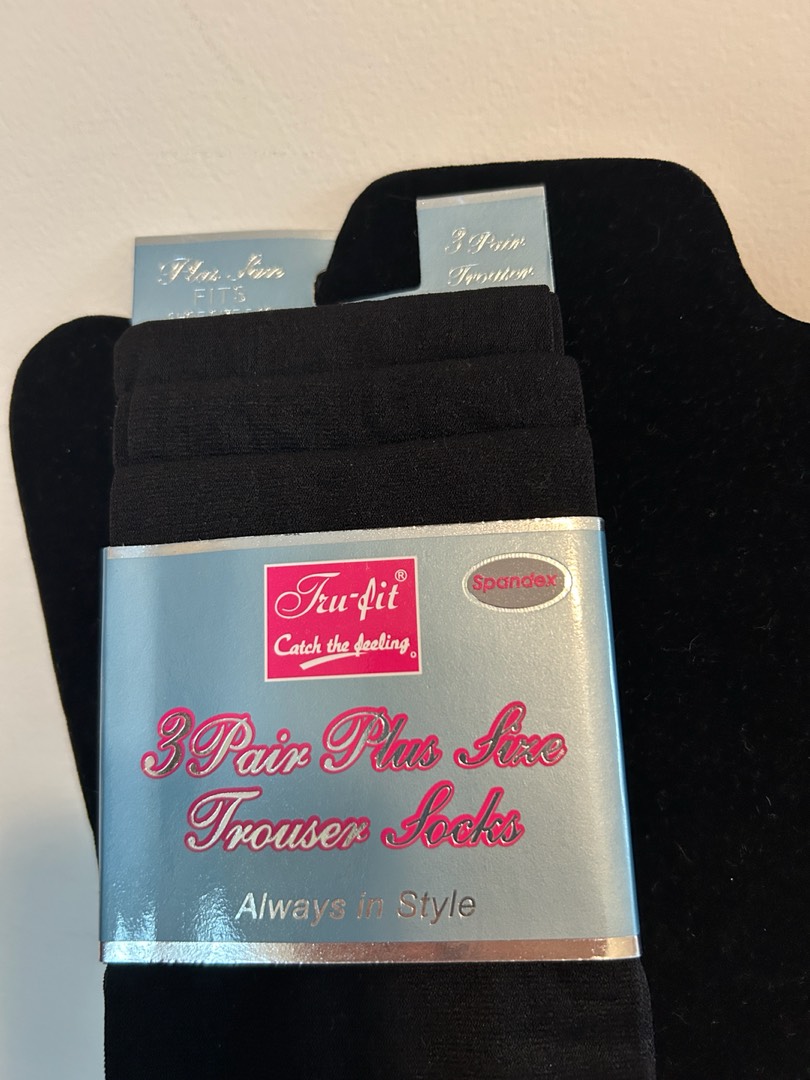 Plus Size
FITS
3 Pair
Trouser
Tru-fit®
Catch the feeling
Spandex
3 Pair Plus Size
Trouser Socks
Always in Style